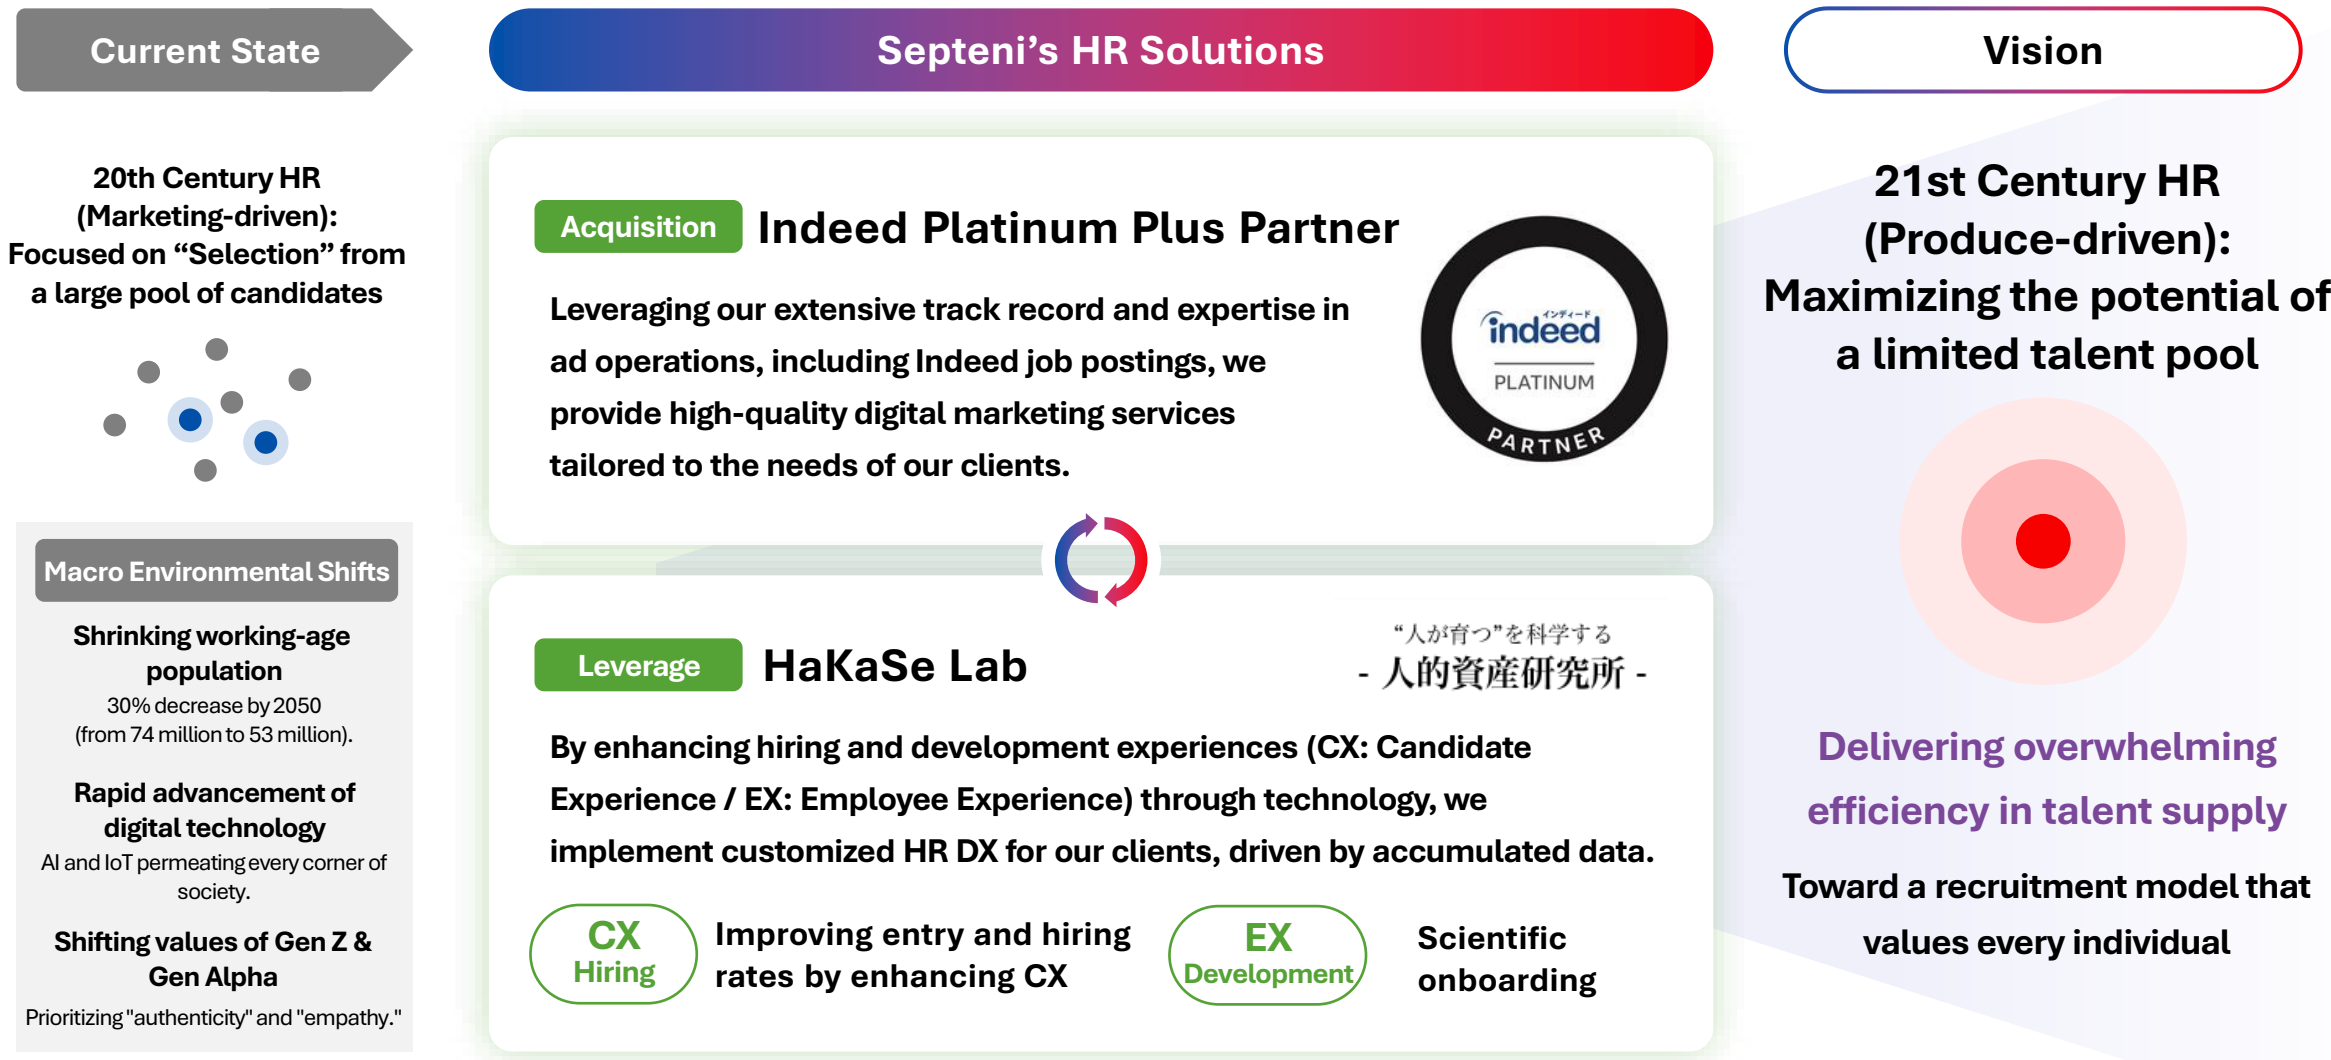 Current State
20th Century HR
(Marketing-driven):
Focused on “Selection” from
a large pool of candidates
Macro Environmental Shifts
Shrinking working-age
population
30% decrease by 2050
(from 74 million to 53 million).
Rapid advancement of
digital technology
AI and IoT permeating every corner of
society.
Shifting values of Gen Z &
Gen Alpha
Prioritizing "authenticity" and "empathy."
Septeni’s HR Solutions
Acquisition
Indeed Platinum Plus Partner
Leveraging our extensive track record and expertise in
ad operations, including Indeed job postings, we
provide high-quality digital marketing services
tailored to the needs of our clients.
インディード
indeed
PLATINUM
PARTNER
Leverage
HaKaSe Lab
“人が育つ”を科学する
- 人的資産研究所 -
By enhancing hiring and development experiences (CX: Candidate
Experience / EX: Employee Experience) through technology, we
implement customized HR DX for our clients, driven by accumulated data.
CX
Hiring
Improving entry and hiring
rates by enhancing CX
EX
Development
Scientific
onboarding
Vision
21st Century HR
(Produce-driven):
Maximizing the potential of
a limited talent pool
Delivering overwhelming
efficiency in talent supply
Toward a recruitment model that
values every individual